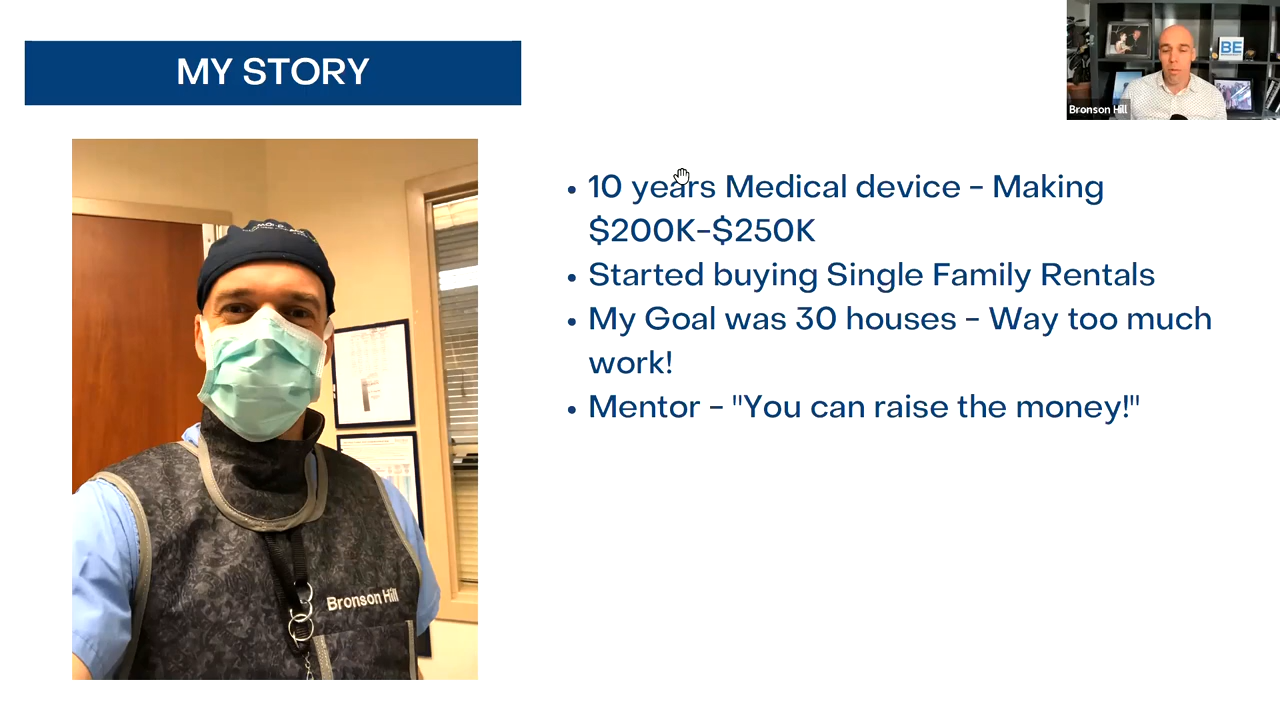 MY STORY
BE
Bronson Hill
• 10 years Medical device - Making
$200K-$250K
• Started buying Single Family Rentals
• My Goal was 30 houses - Way too much
work!
• Mentor - "You can raise the money!"
Bronson Hill